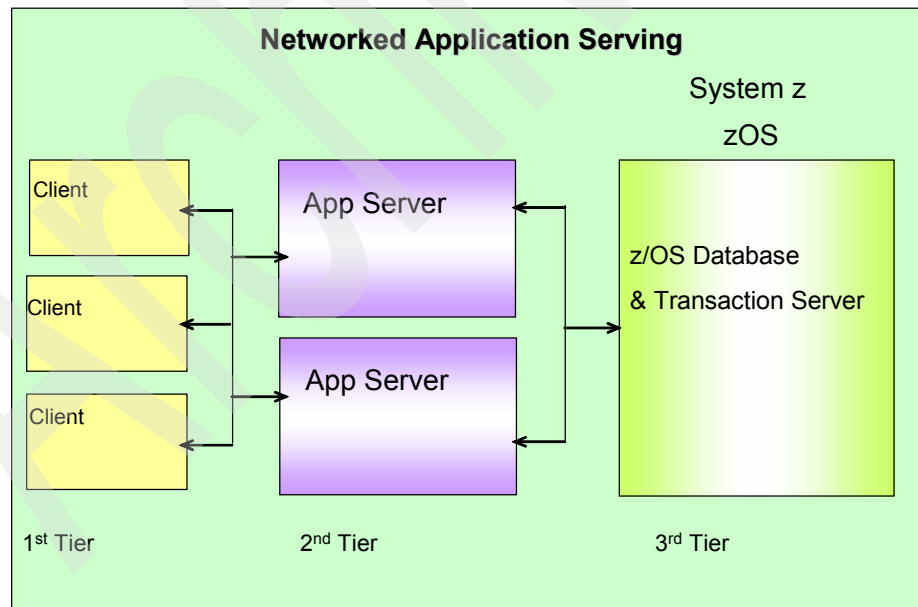 Networked Application Serving
System z
zOS
Client
Client
Client
App Server
App Server
z/OS Database
& Transaction Server
1st Tier
2nd Tier
3rd Tier